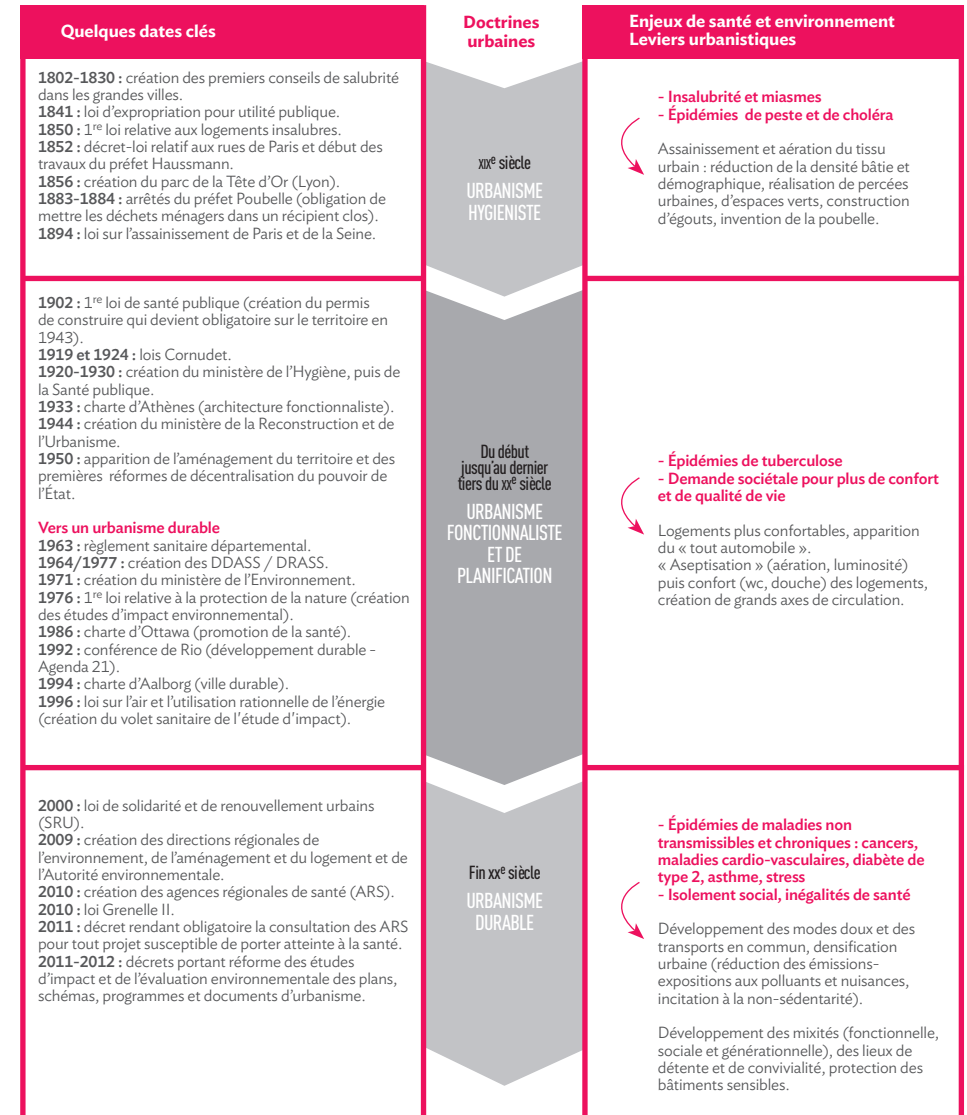 Quelques dates clés
Doctrines
urbaines
Enjeux de santé et environnement
Leviers urbanistiques
1802-1830 : création des premiers conseils de salubrité
dans les grandes villes.
1841 : loi d'expropriation pour utilité publique.
1850 : 1re loi relative aux logements insalubres.
1852 : décret-loi relatif aux rues de Paris et début des
travaux du préfet Haussmann.
1856 : création du parc de la Tête d'Or (Lyon).
1883-1884 : arrêtés du préfet Poubelle (obligation de
mettre les déchets ménagers dans un récipient clos).
1894 : loi sur l'assainissement de Paris et de la Seine.
XIXe siècle
URBANISME
HYGIENISTE
- Insalubrité et miasmes
- Épidémies de peste et de choléra
Assainissement et aération du tissu
urbain : réduction de la densité bâtie et
démographique, réalisation de percées
urbaines, d'espaces verts, construction
d'égouts, invention de la poubelle.
1902 : 1re loi de santé publique (création du permis
de construire qui devient obligatoire sur le territoire en
1943).
1919 et 1924 : lois Cornudet.
1920-1930 : création du ministère de l'Hygiène, puis de
la Santé publique.
1933 : charte d'Athènes (architecture fonctionnaliste).
1944 : création du ministère de la Reconstruction et de
l'Urbanisme.
1950 : apparition de l'aménagement du territoire et des
premières réformes de décentralisation du pouvoir de
l'État.
Vers un urbanisme durable
1963 : règlement sanitaire départemental.
1964/1977 : création des DDASS / DRASS.
1971 : création du ministère de l'Environnement.
1976 : 1re loi relative à la protection de la nature (création
des études d'impact environnemental).
1986 : charte d'Ottawa (promotion de la santé).
1992 : conférence de Rio (développement durable -
Agenda 21).
1994 : charte d'Aalborg (ville durable).
1996 : loi sur l'air et l'utilisation rationnelle de l'énergie
(création du volet sanitaire de l'étude d'impact).
Du début
jusqu'au dernier
tiers du XXe siècle
URBANISME
FONCTIONNALISTE
ET DE
PLANIFICATION
- Épidémies de tuberculose
- Demande sociétale pour plus de confort
et de qualité de vie
Logements plus confortables, apparition
du « tout automobile ».
« Aseptisation » (aération, luminosité)
puis confort (wc, douche) des logements,
création de grands axes de circulation.
2000 : loi de solidarité et de renouvellement urbains
(SRU).
2009 : création des directions régionales de
l'environnement, de l'aménagement et du logement et de
l'Autorité environnementale.
2010 : création des agences régionales de santé (ARS).
2010 : loi Grenelle II.
2011 : décret rendant obligatoire la consultation des ARS
pour tout projet susceptible de porter atteinte à la santé.
2011-2012 : décrets portant réforme des études
d'impact et de l'évaluation environnementale des plans,
schémas, programmes et documents d'urbanisme.
Fin XXe siècle
URBANISME
DURABLE
- Épidémies de maladies non
transmissibles et chroniques : cancers,
maladies cardio-vasculaires, diabète de
type 2, asthme, stress
- Isolement social, inégalités de santé
Développement des modes doux et des
transports en commun, densification
urbaine (réduction des émissions-
expositions aux polluants et nuisances,
incitation à la non-sédentarité).
Développement des mixités (fonctionnelle,
sociale et générationnelle), des lieux de
détente et de convivialité, protection des
bâtiments sensibles.